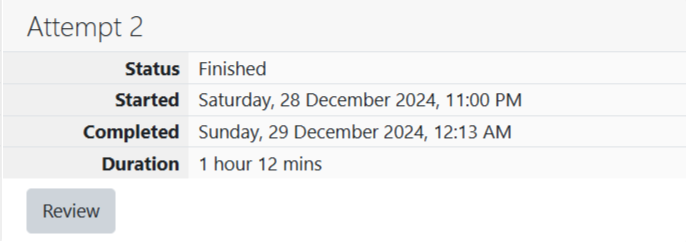 Attempt 2
Status Finished
Started Saturday, 28 December 2024, 11:00 PM
Completed Sunday, 29 December 2024, 12:13 AM
Duration 1 hour 12 mins
Review